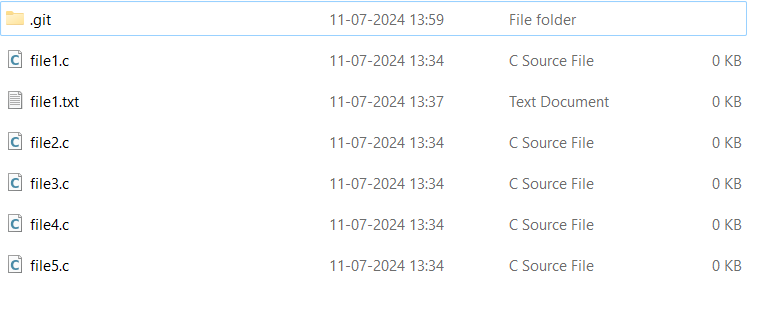 .git 11-07-2024 13:59 File folder
file1.c 11-07-2024 13:34 C Source File 0 KB
file1.txt 11-07-2024 13:37 Text Document 0 KB
file2.c 11-07-2024 13:34 C Source File 0 KB
file3.c 11-07-2024 13:34 C Source File 0 KB
file4.c 11-07-2024 13:34 C Source File 0 KB
file5.c 11-07-2024 13:34 C Source File 0 KB